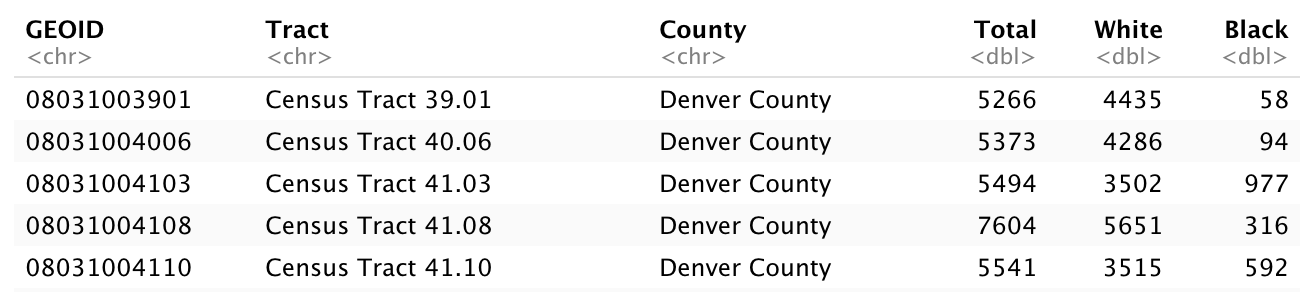 GEOID Tract County Total White Black
<chr> <chr> <chr> <dbl> <dbl> <dbl>
08031003901 Census Tract 39.01 Denver County 5266 4435 58
08031004006 Census Tract 40.06 Denver County 5373 4286 94
08031004103 Census Tract 41.03 Denver County 5494 3502 977
08031004108 Census Tract 41.08 Denver County 7604 5651 316
08031004110 Census Tract 41.10 Denver County 5541 3515 592